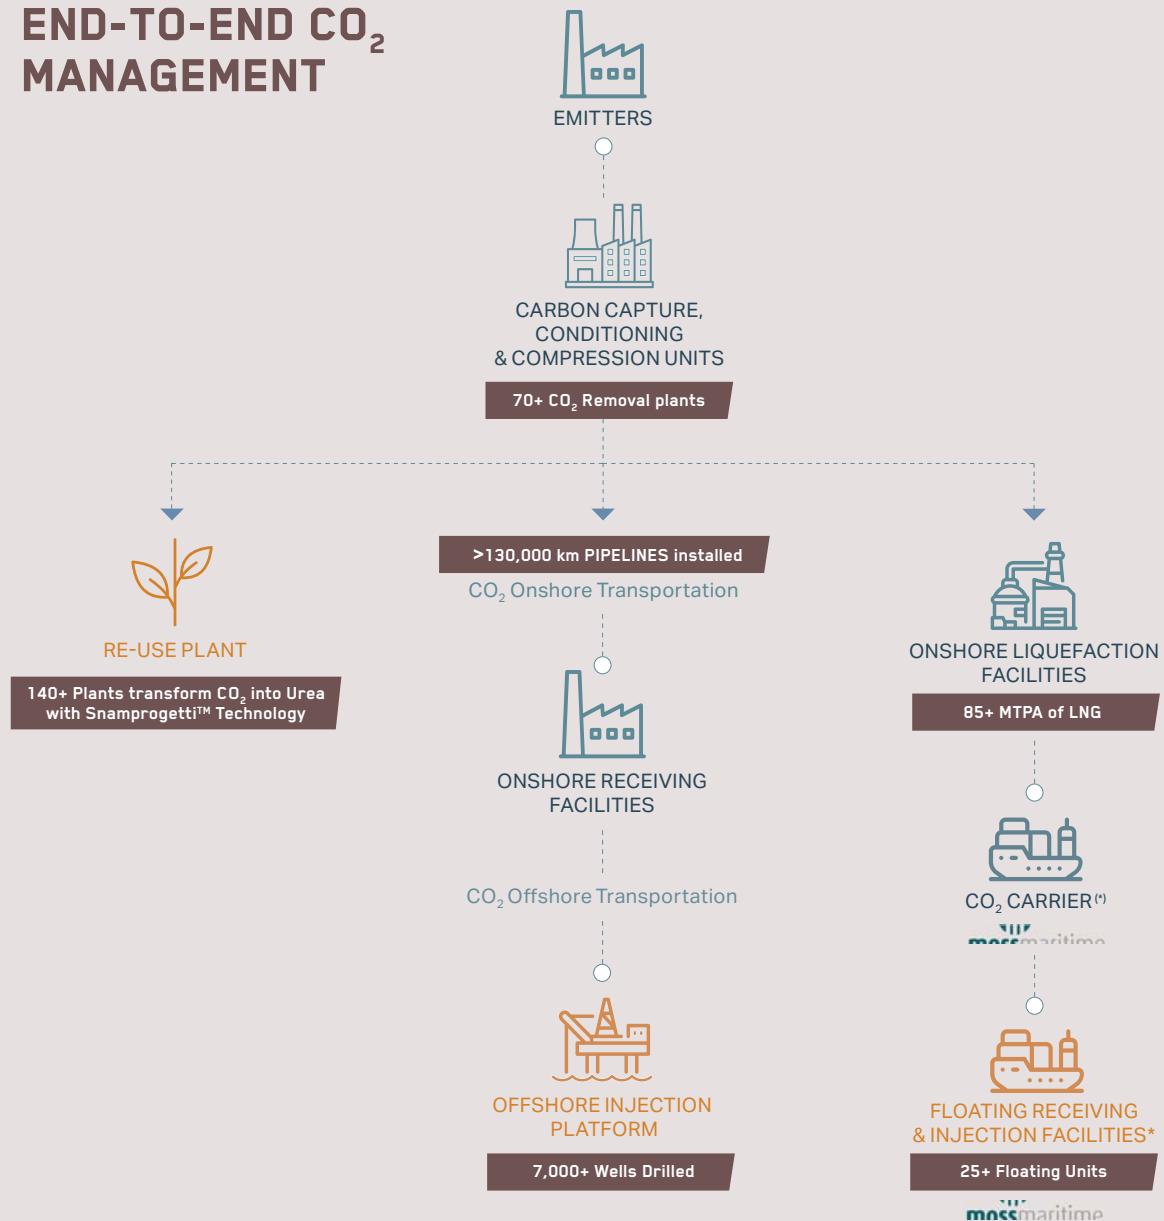 END-TO-END CO₂
MANAGEMENT
EMITTERS
CARBON CAPTURE,
CONDITIONING
& COMPRESSION UNITS
70+ CO₂ Removal plants
RE-USE PLANT
140+ Plants transform CO₂ into Urea
with Snamprogetti™ Technology
>130,000 km PIPELINES installed
CO₂ Onshore Transportation
ONSHORE RECEIVING
FACILITIES
CO₂ Offshore Transportation
OFFSHORE INJECTION
PLATFORM
7,000+ Wells Drilled
ONSHORE LIQUEFACTION
FACILITIES
85+ MTPA of LNG
CO₂ CARRIER(*)
mossmaritime
FLOATING RECEIVING
& INJECTION FACILITIES*
25+ Floating Units
mossmaritime